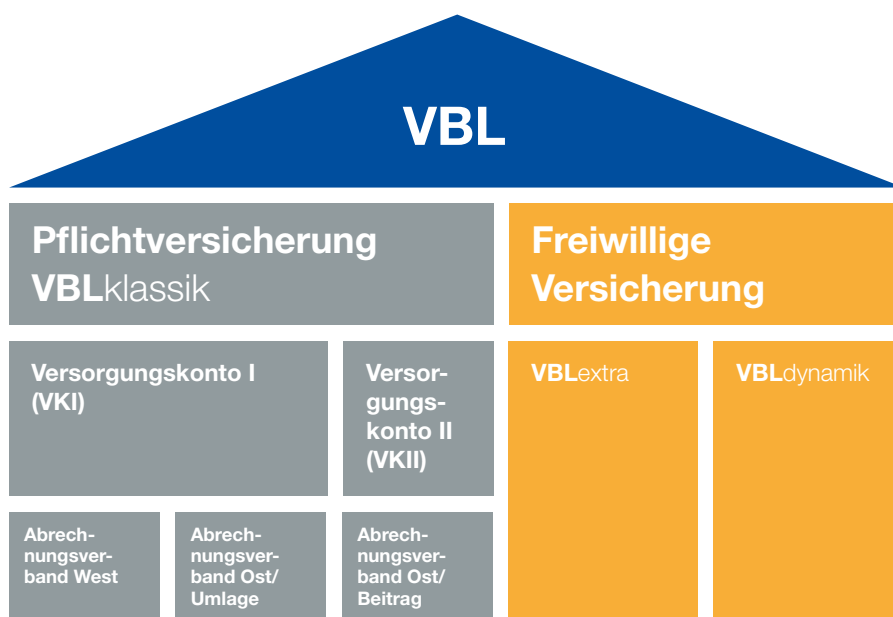 VBL
Pflichtversicherung
VBLklassik
Freiwillige
Versicherung
Versorgungskonto I
(VKI)
Versor-
gungs-
konto II
(VKII)
VBLextra
VBLdynamik
Abrech-
nungsver-
band West
Abrech-
nungsver-
band Ost/
Umlage
Abrech-
nungsver-
band Ost/
Beitrag